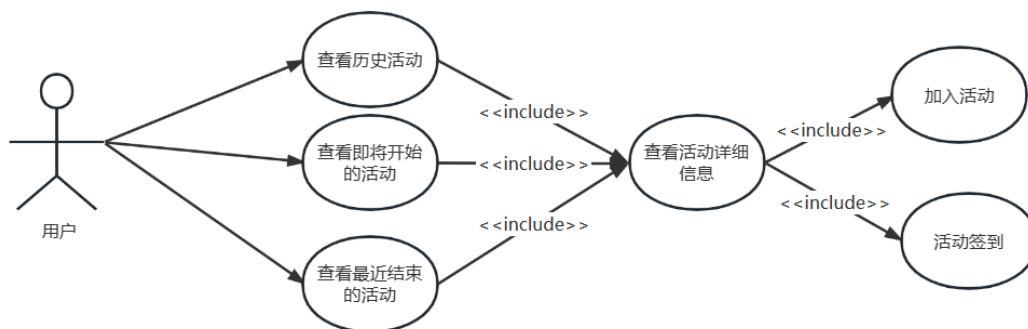 查看历史活动
加入活动
<<include>>
<<include>>
查看即将开始
的活动
<<include>>
查看活动详细
信息
用户
<<include>>
<<include>>
活动签到
查看最近结束
的活动